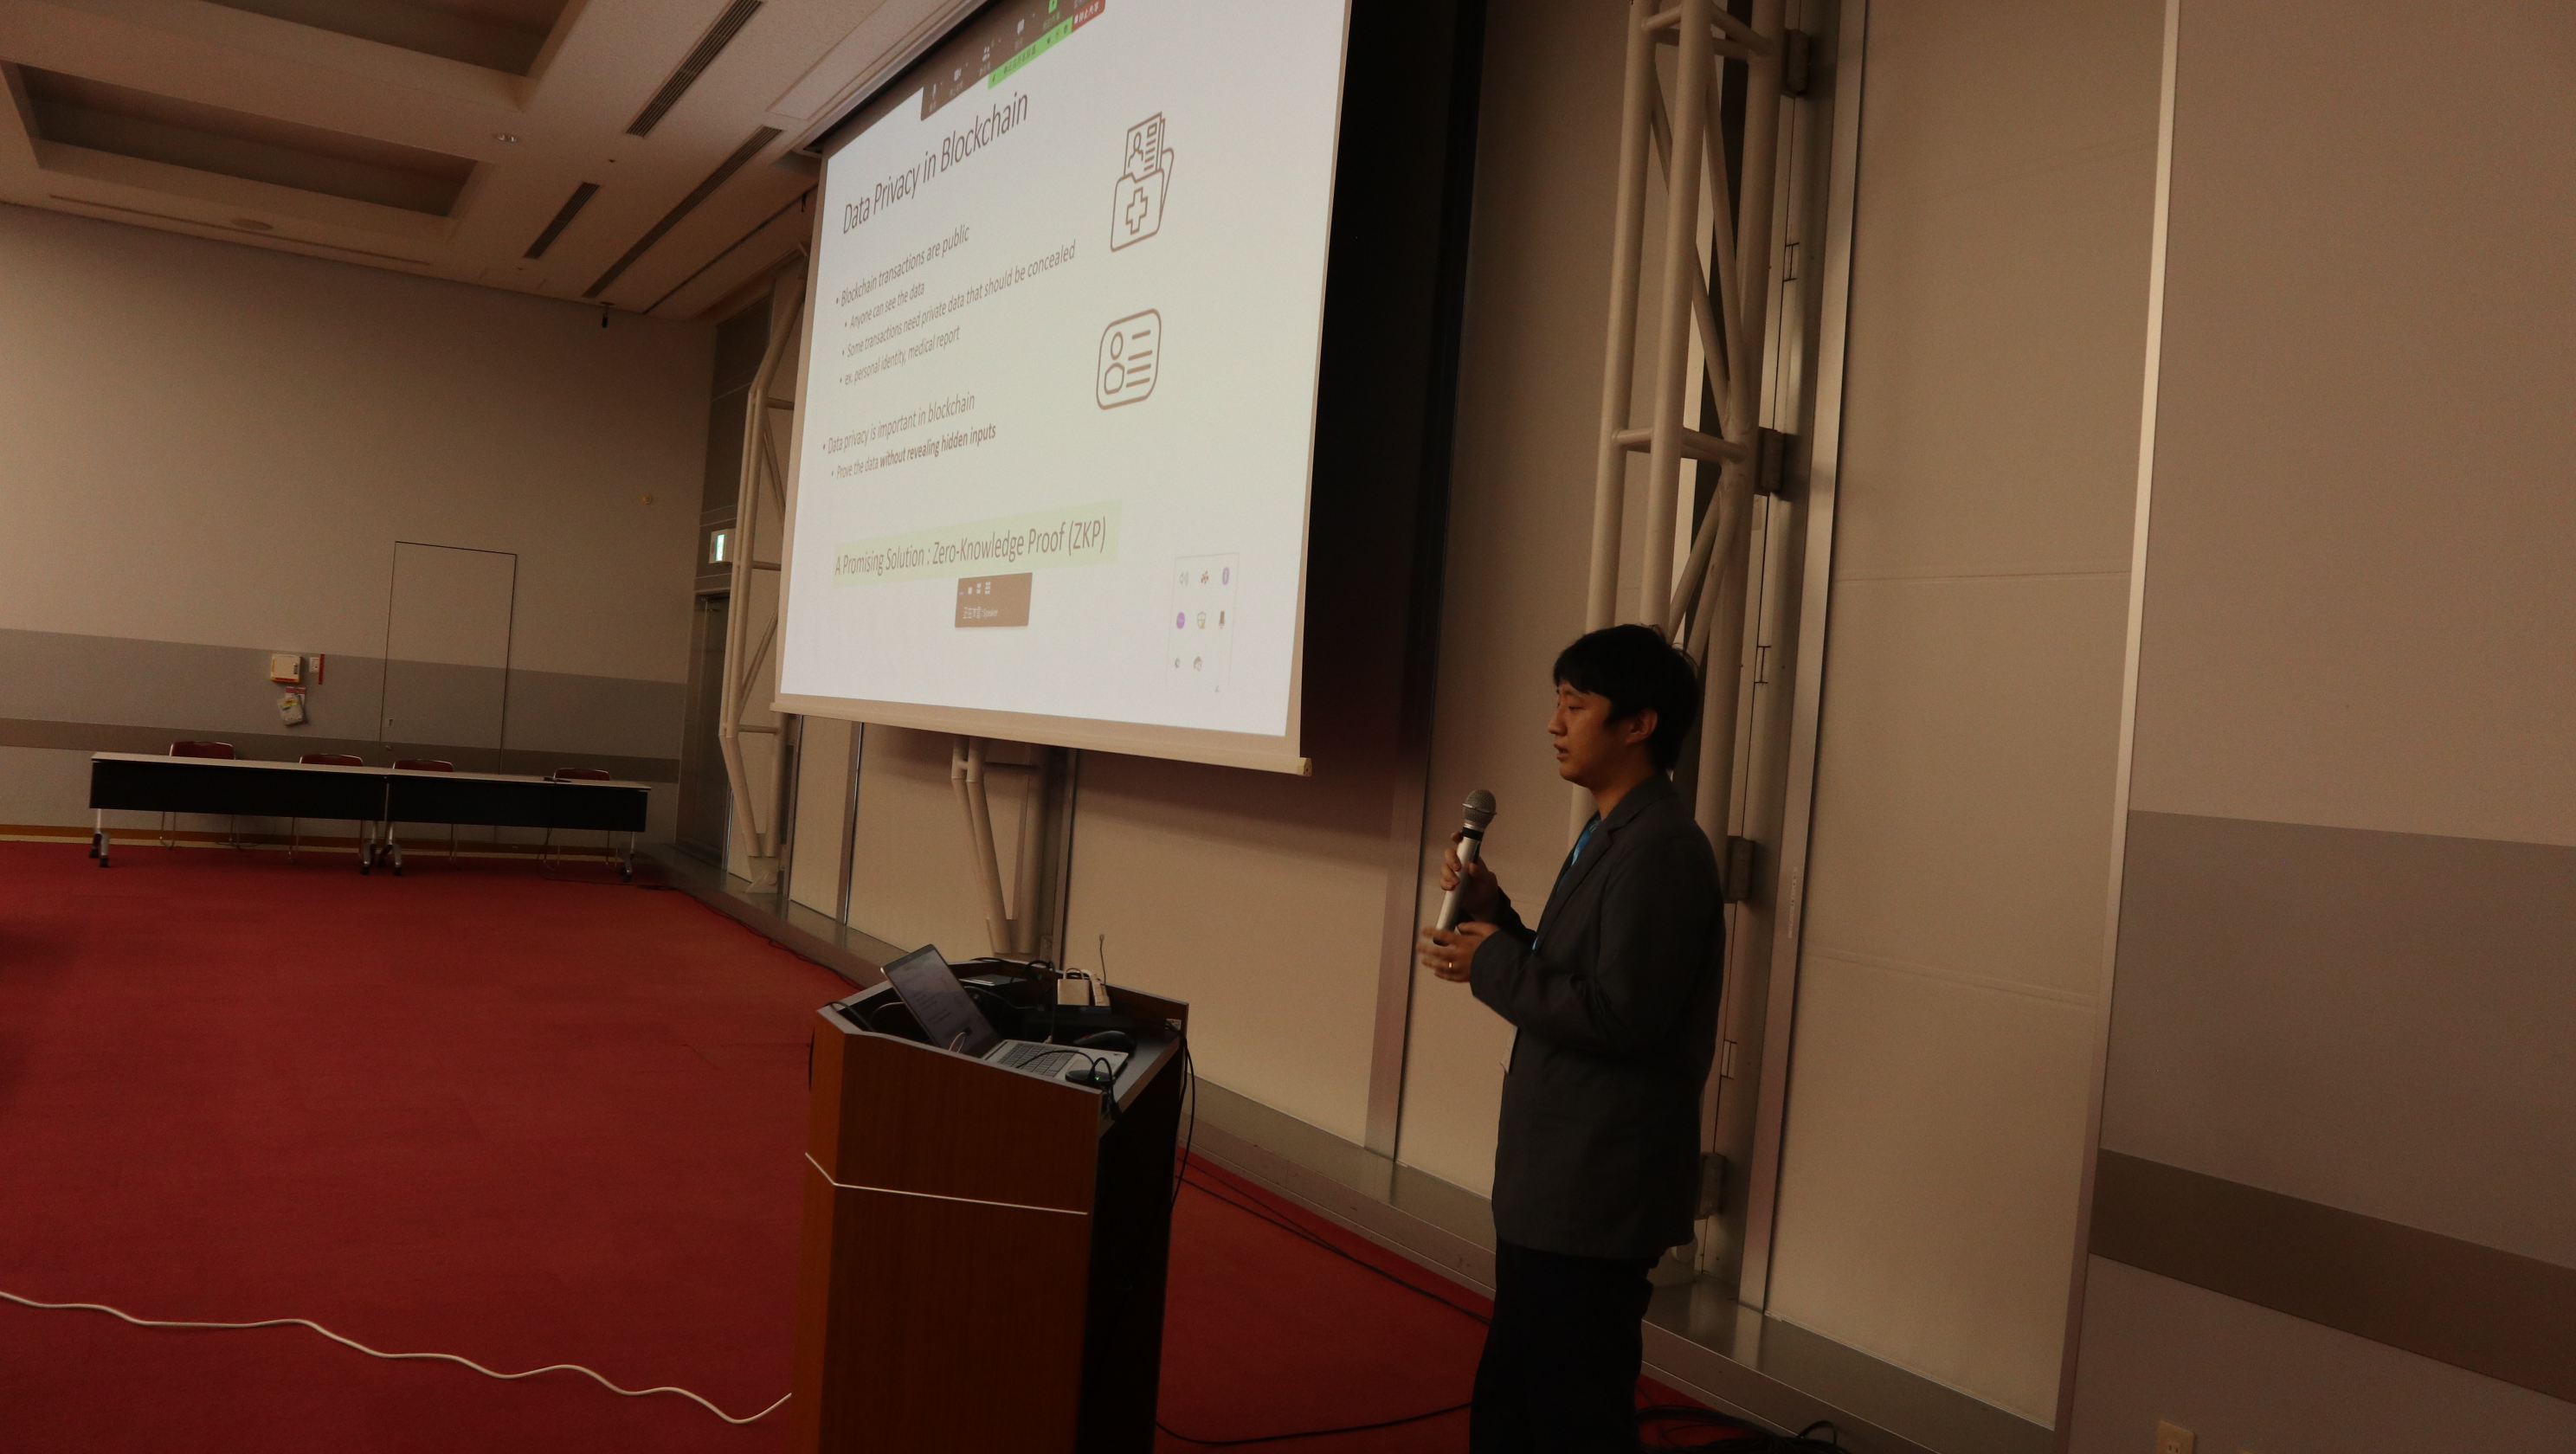 Data Privacy in Blockchain
• Blockchain transactions are public
• Anyone can see the data
• Some transactions need private data that should be concealed
• ex. personal identity, medical report
• Data privacy is important in blockchain
• Prove the data without revealing hidden inputs
A Promising Solution : Zero-Knowledge Proof (ZKP)